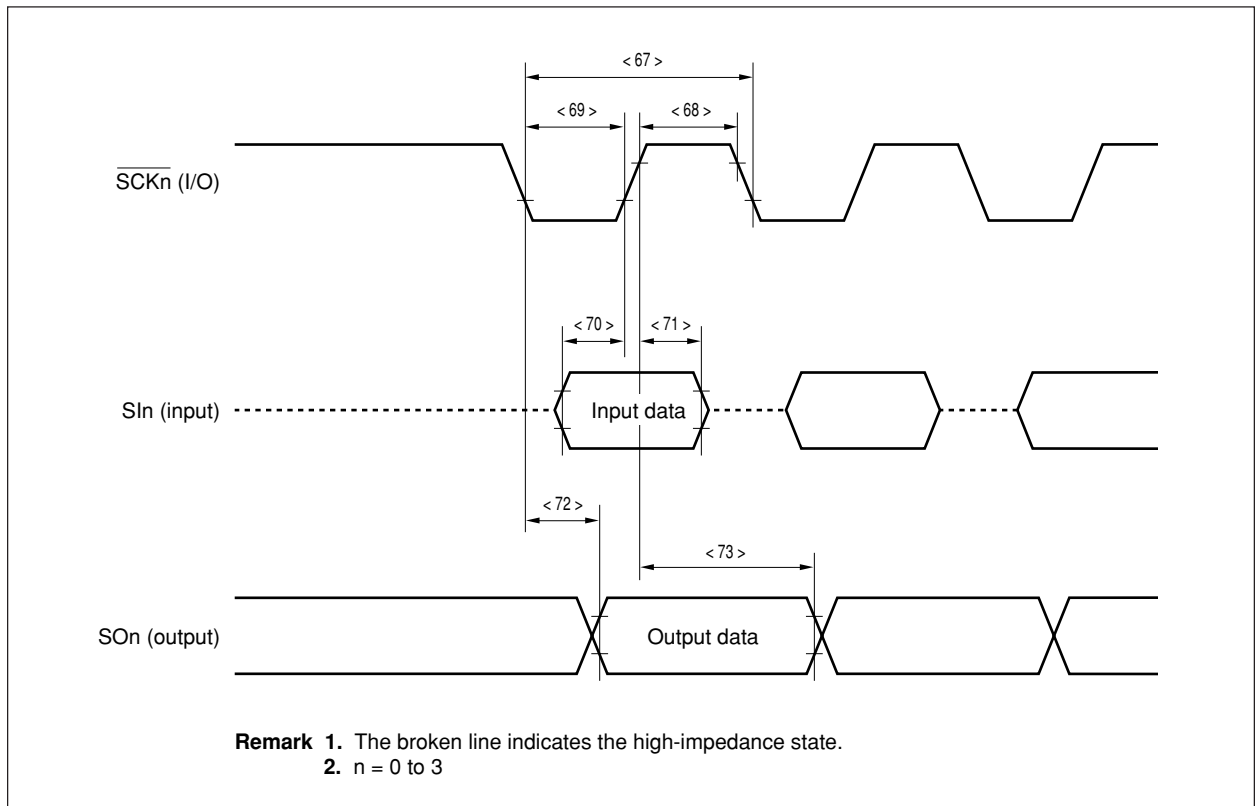 < 67 >
< 69 >
< 68 >
SCKn (I/O)
< 70 >
< 71 >
SIn (input)
Input data
< 72 >
< 73 >
SOn (output)
Output data
Remark 1. The broken line indicates the high-impedance state.
2. n = 0 to 3